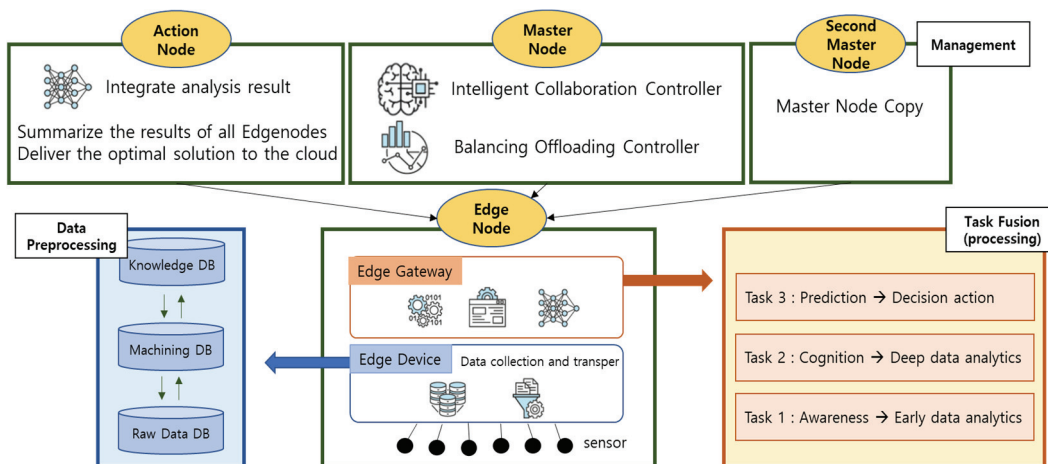 Action
Node
Integrate analysis result
Summarize the results of all Edgenodes
Deliver the optimal solution to the cloud
Master
Node
Intelligent Collaboration Controller
Balancing Offloading Controller
Second
Master
Node
Management
Master Node Copy
Data
Preprocessing
Knowledge DB
Machining DB
Raw Data DB
Edge
Node
Edge Gateway
0101
01
101
Edge Device
Data collection and transper
sensor
Task Fusion
(processing)
Task 3 : Prediction → Decision action
Task 2 : Cognition → Deep data analytics
Task 1 : Awareness → Early data analytics